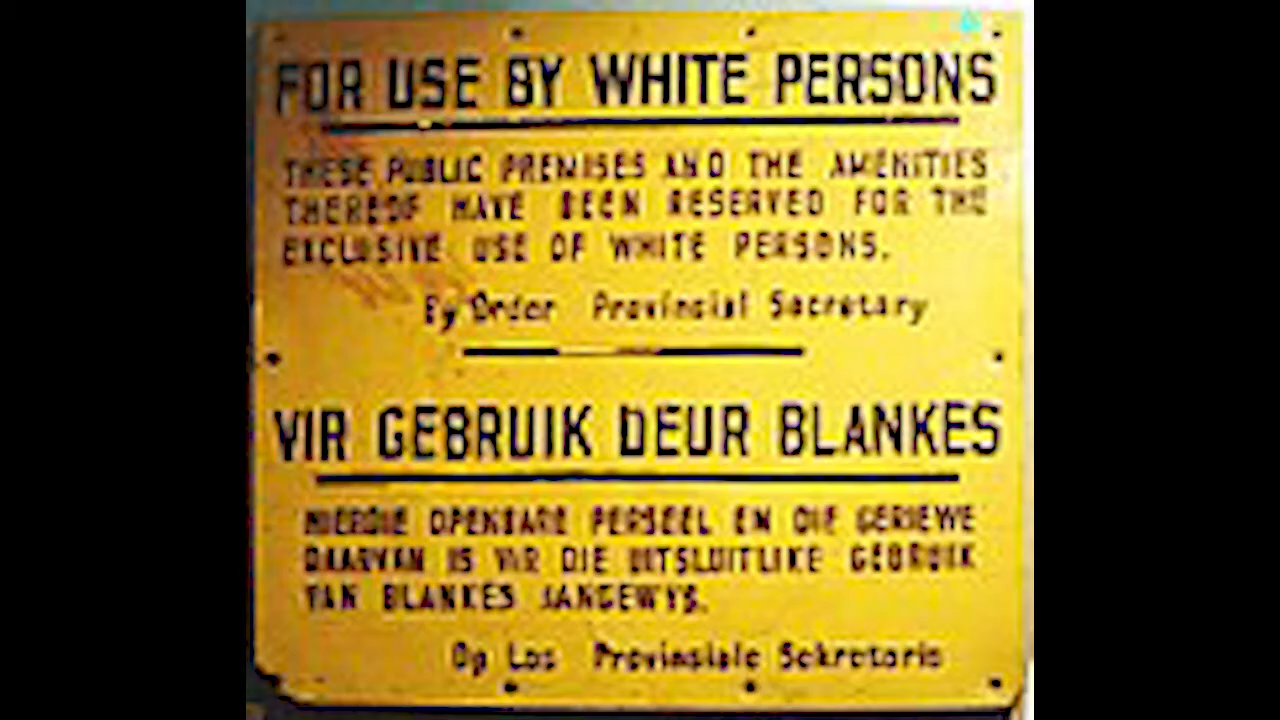 FOR USE BY WHITE PERSONS
THESE PUBLIC PREMISES AND THE AMENITIES
THEREOF HAVE BEEN RESERVED FOR THE
EXCLUSIVE USE OF WHITE PERSONS.
By Order Provincial Secretary
VIR GEBRUIK DEUR BLANKES
HIERDIE OPENBARE PERSEEL EN DIE GERIEWE
DAARVAN IS VIR DIE UITSLUITLIKE GEBRUIK
VAN BLANKES AANGEWYS.
Op Las Provinsiale Sekretaris